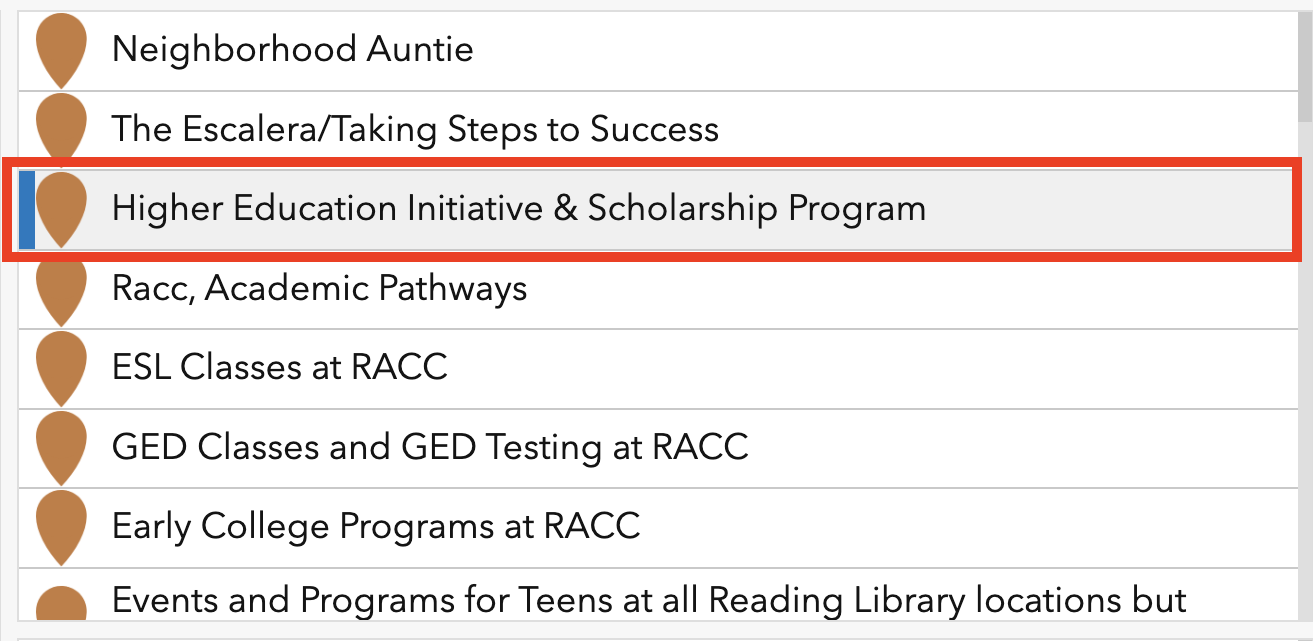 Neighborhood Auntie
The Escalera/Taking Steps to Success
Higher Education Initiative & Scholarship Program
Racc, Academic Pathways
ESL Classes at RACC
GED Classes and GED Testing at RACC
Early College Programs at RACC
Events and Programs for Teens at all Reading Library locations but